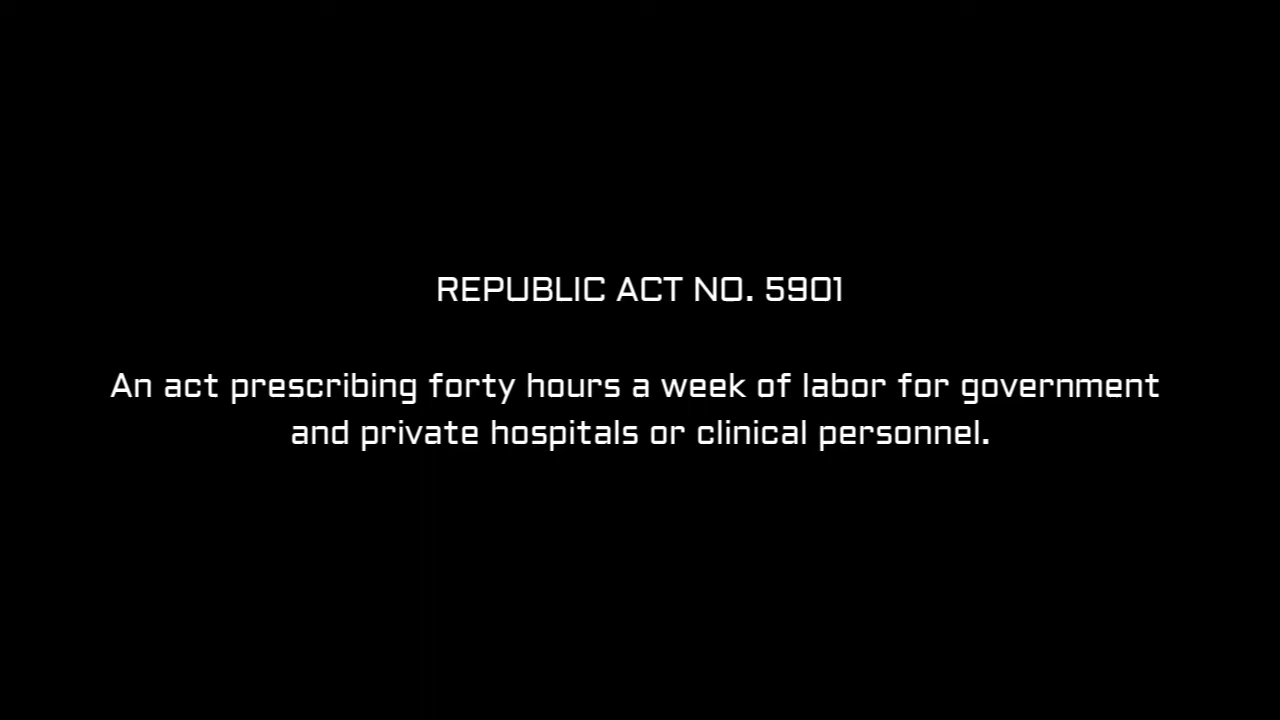 REPUBLIC ACT NO. 5901
An act prescribing forty hours a week of labor for government
and private hospitals or clinical personnel.